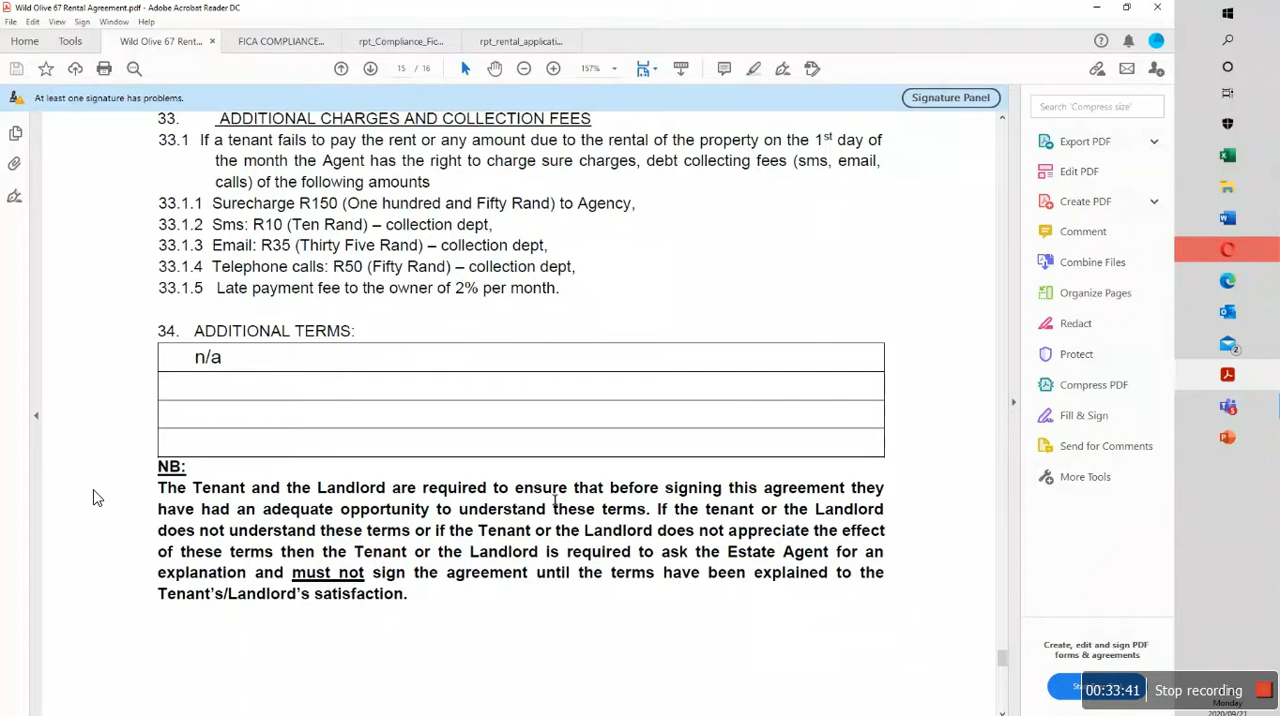 Wild Olive 67 Rental Agreement.pdf - Adobe Acrobat Reader DC
File Edit View Sign Window Help
Home Tools Wild Olive 67 Rent... × FICA COMPLIANCE... rpt_Compliance_Fic... rpt_rental_applicati...
15 / 16 157%
At least one signature has problems. Signature Panel
33. ADDITIONAL CHARGES AND COLLECTION FEES
33.1 If a tenant fails to pay the rent or any amount due to the rental of the property on the 1st day of
the month the Agent has the right to charge sure charges, debt collecting fees (sms, email,
calls) of the following amounts
33.1.1 Surecharge R150 (One hundred and Fifty Rand) to Agency,
33.1.2 Sms: R10 (Ten Rand) – collection dept,
33.1.3 Email: R35 (Thirty Five Rand) – collection dept,
33.1.4 Telephone calls: R50 (Fifty Rand) – collection dept,
33.1.5 Late payment fee to the owner of 2% per month.
34. ADDITIONAL TERMS:
n/a
NB:
The Tenant and the Landlord are required to ensure that before signing this agreement they
have had an adequate opportunity to understand these terms. If the tenant or the Landlord
does not understand these terms or if the Tenant or the Landlord does not appreciate the effect
of these terms then the Tenant or the Landlord is required to ask the Estate Agent for an
explanation and must not sign the agreement until the terms have been explained to the
Tenant's/Landlord's satisfaction.
Search 'Compress size'
Export PDF
Edit PDF
Create PDF
Comment
Combine Files
Organize Pages
Redact
Protect
Compress PDF
Fill & Sign
Send for Comments
More Tools
Create, edit and sign PDF
forms & agreements
00:33:41 Stop recording
Monday
2020/09/21